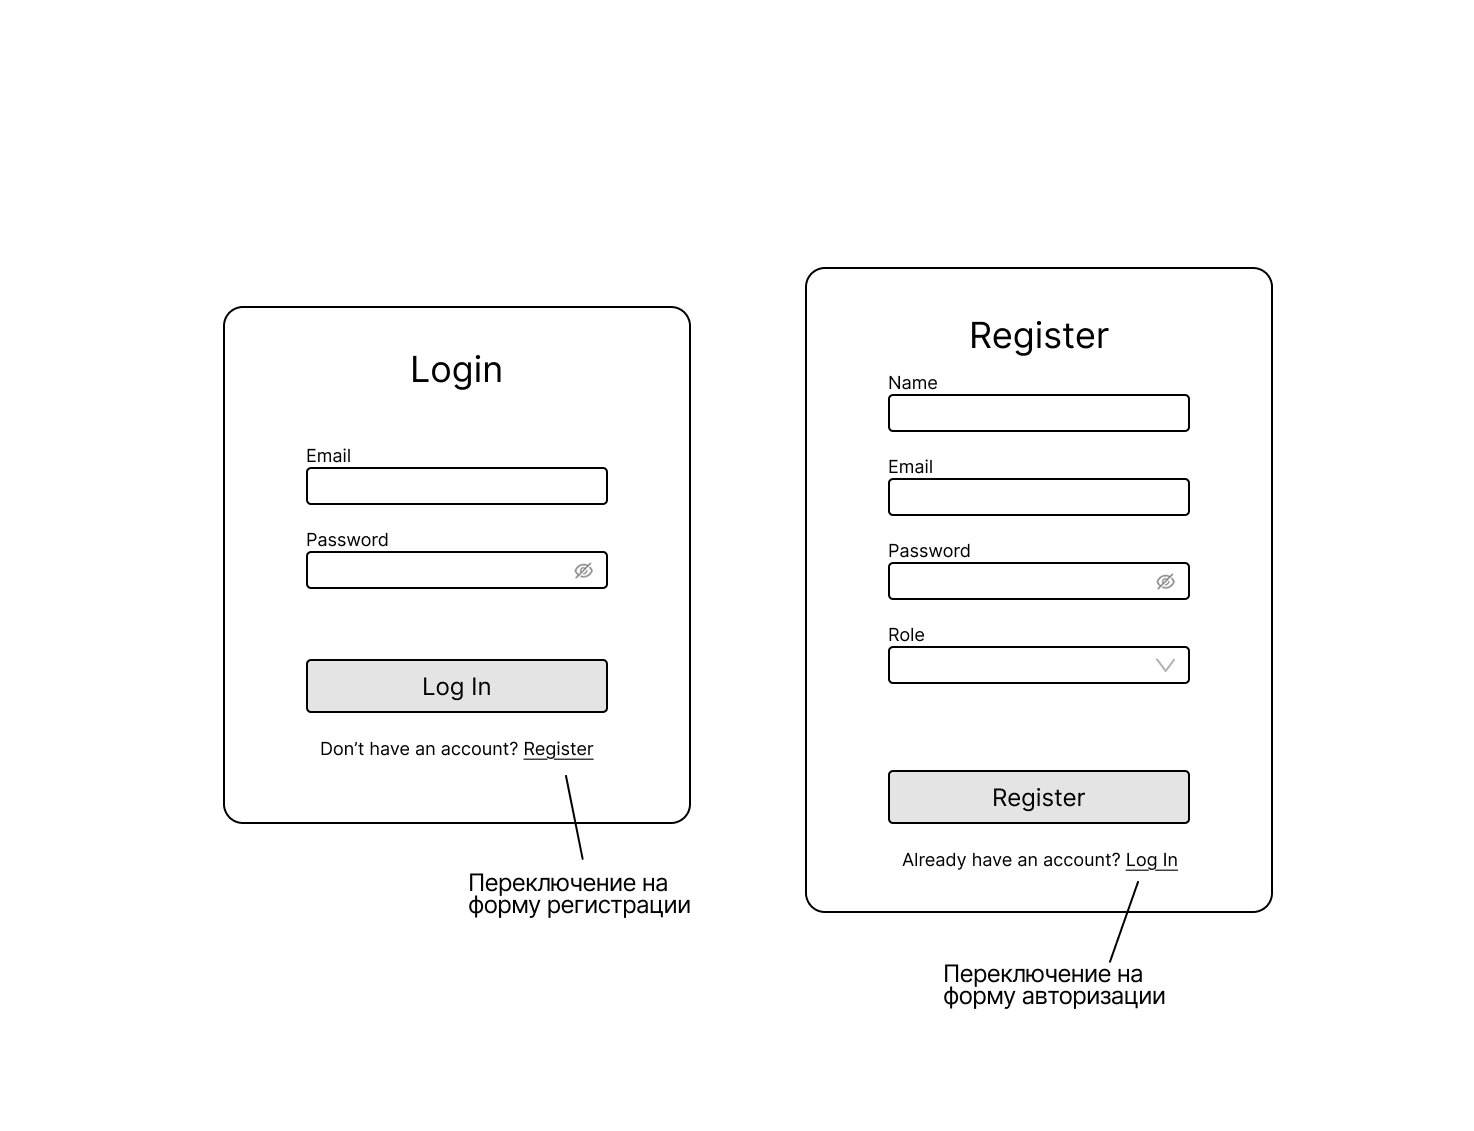 Login
Email
Password
Log In
Don’t have an account? Register
Переключение на
форму регистрации
Register
Name
Email
Password
Role
Register
Already have an account? Log In
Переключение на
форму авторизации